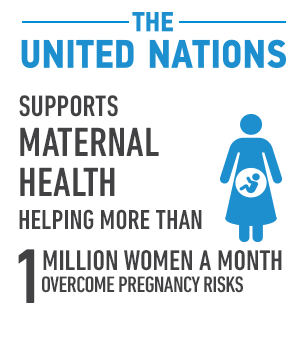 THE
UNITED NATIONS
SUPPORTS
MATERNAL
HEALTH
HELPING MORE THAN
1 MILLION WOMEN A MONTH
OVERCOME PREGNANCY RISKS